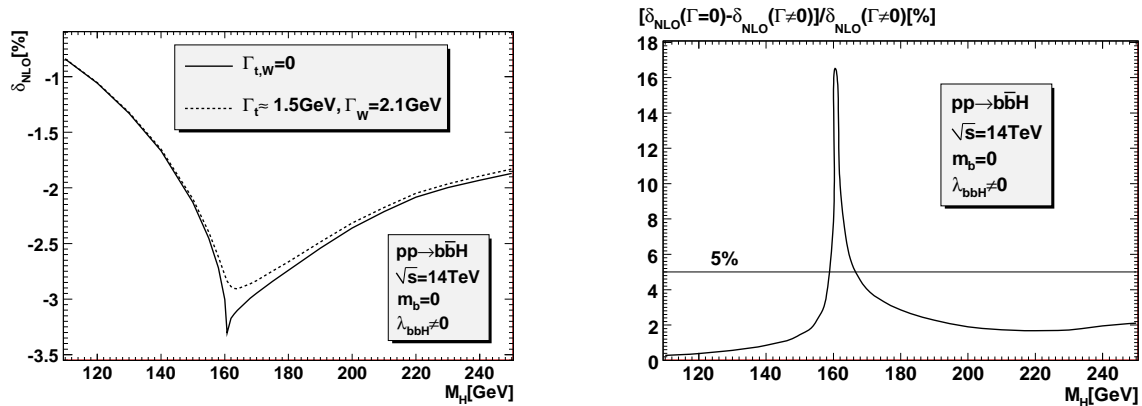 δ_NLO[%]
-1
-1.5
-2
-2.5
-3
-3.5
Γ_t,W=0
Γ_t≈ 1.5GeV, Γ_W=2.1GeV
pp→bb̄H
√s=14TeV
m_b=0
λ_bbH≠0
120 140 160 180 200 220 240
M_H[GeV]
[δ_NLO(Γ=0)-δ_NLO(Γ≠0)]/δ_NLO(Γ≠0)[%]
18
16
14
12
10
8
6
4
2
0
pp→bb̄H
√s=14TeV
m_b=0
λ_bbH≠0
5%
120 140 160 180 200 220 240
M_H[GeV]